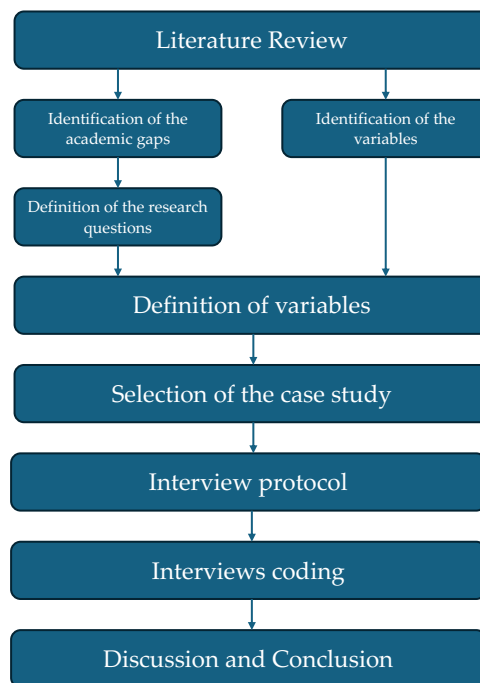 Literature Review
Identification of the
academic gaps
Identification of the
variables
Definition of the research
questions
Definition of variables
Selection of the case study
Interview protocol
Interviews coding
Discussion and Conclusion